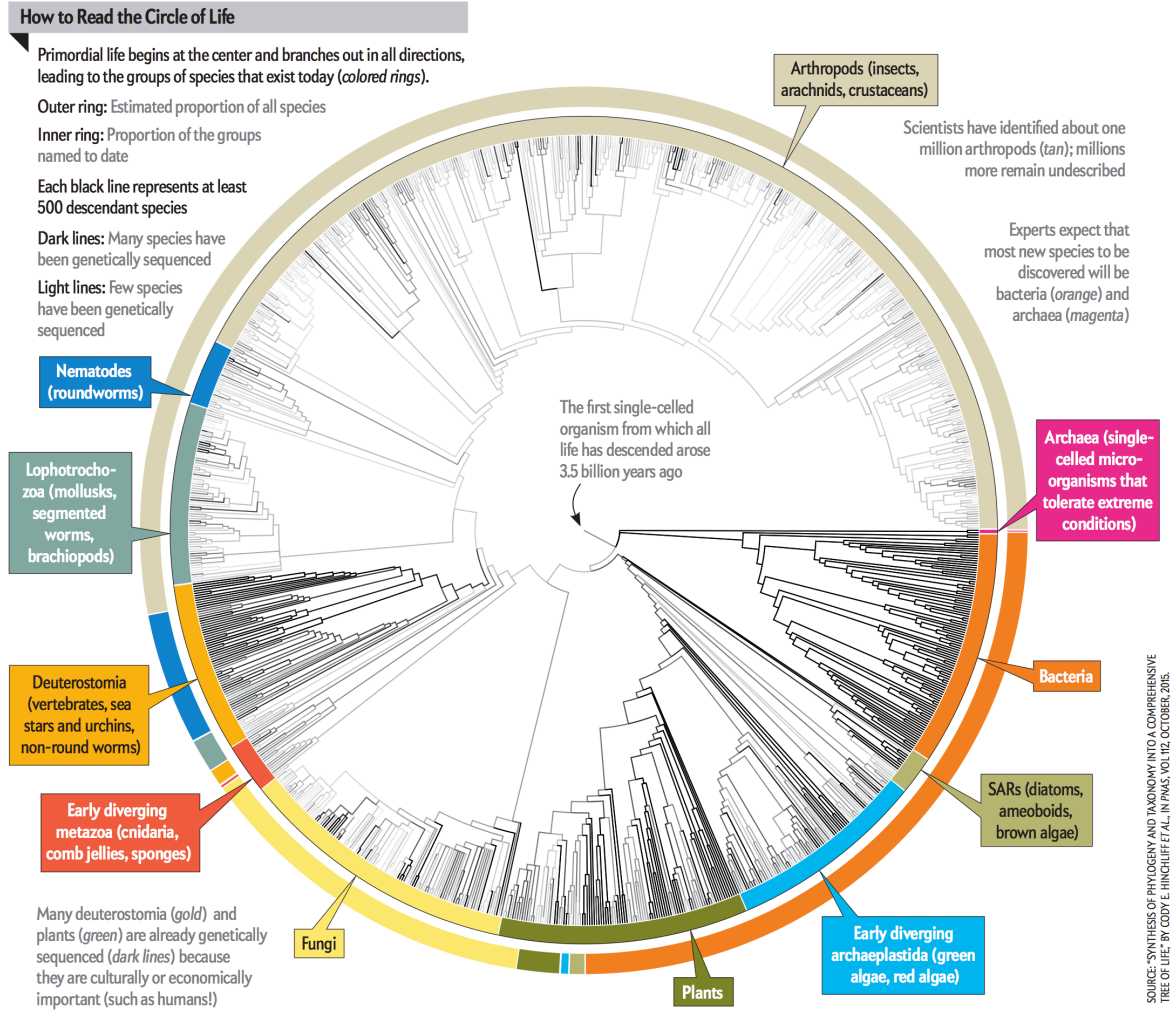 How to Read the Circle of Life
Primordial life begins at the center and branches out in all directions,
leading to the groups of species that exist today (colored rings).
Outer ring: Estimated proportion of all species
Inner ring: Proportion of the groups
named to date
Each black line represents at least
500 descendant species
Dark lines: Many species have
been genetically sequenced
Light lines: Few species
have been genetically
sequenced
Arthropods (insects,
arachnids, crustaceans)
Scientists have identified about one
million arthropods (tan); millions
more remain undescribed
Experts expect that
most new species to be
discovered will be
bacteria (orange) and
archaea (magenta)
Nematodes
(roundworms)
The first single-celled
organism from which all
life has descended arose
3.5 billion years ago
Archaea (single-
celled micro-
organisms that
tolerate extreme
conditions)
Lophotrocho-
zoa (mollusks,
segmented
worms,
brachiopods)
Deuterostomia
(vertebrates, sea
stars and urchins,
non-round worms)
Bacteria
Early diverging
metazoa (cnidaria,
comb jellies, sponges)
SARs (diatoms,
ameboids,
brown algae)
Many deuterostomia (gold) and
plants (green) are already genetically
sequenced (dark lines) because
they are culturally or economically
important (such as humans!)
Fungi
Plants
Early diverging
archaeplastida (green
algae, red algae)
SOURCE: "SYNTHESIS OF PHYLOGENY AND TAXONOMY INTO A COMPREHENSIVE
TREE OF LIFE," BY CODY E. HINCHLIFF ET AL., IN PNAS, VOL 112, OCTOBER, 2015.